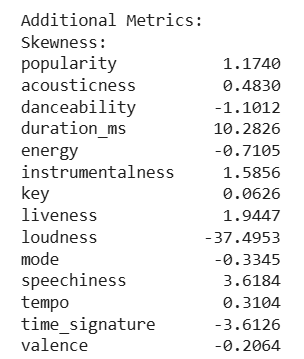 Additional Metrics:
Skewness:
popularity 1.1740
acousticness 0.4830
danceability -1.1012
duration_ms 10.2826
energy -0.7105
instrumentalness 1.5856
key 0.0626
liveness 1.9447
loudness -37.4953
mode -0.3345
speechiness 3.6184
tempo 0.3104
time_signature -3.6126
valence -0.2064